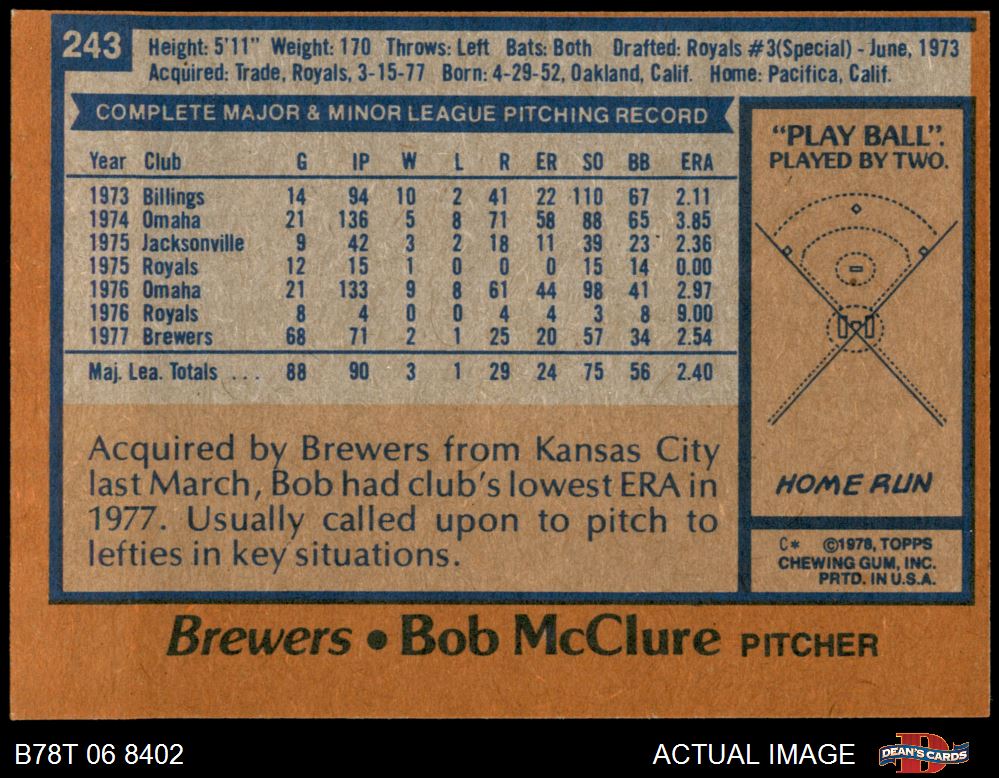 243
Height: 5'11" Weight: 170 Throws: Left Bats: Both Drafted: Royals #3(Special) - June, 1973
Acquired: Trade, Royals, 3-15-77 Born: 4-29-52, Oakland, Calif. Home: Pacifica, Calif.
COMPLETE MAJOR & MINOR LEAGUE PITCHING RECORD
Year Club G IP W L R ER SO BB ERA
1973 Billings 14 94 10 2 41 22 110 67 2.11
1974 Omaha 21 136 5 8 71 58 88 65 3.85
1975 Jacksonville 9 42 3 2 18 11 39 23 2.36
1975 Royals 12 15 1 0 0 0 15 14 0.00
1976 Omaha 21 133 9 8 61 44 98 41 2.97
1976 Royals 8 4 0 0 4 4 3 8 9.00
1977 Brewers 68 71 2 1 25 20 57 34 2.54
Maj. Lea. Totals ... 88 90 3 1 29 24 75 56 2.40
Acquired by Brewers from Kansas City
last March, Bob had club's lowest ERA in
1977. Usually called upon to pitch to
lefties in key situations.
"PLAY BALL".
PLAYED BY TWO.
HOME RUN
C* ©1978, TOPPS
CHEWING GUM, INC.
PRTD. IN U.S.A.
Brewers • Bob McClure PITCHER
B78T 06 8402
ACTUAL IMAGE
D
DEAN'S CARDS